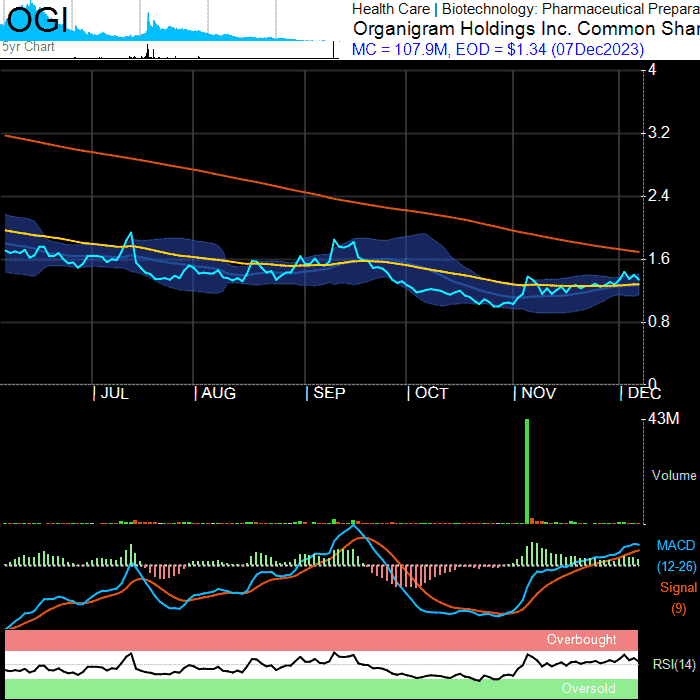 OGI
5yr Chart
Health Care | Biotechnology: Pharmaceutical Prepara
Organigram Holdings Inc. Common Shar
MC = 107.9M, EOD = $1.34 (07Dec2023)
4
3.2
2.4
1.6
0.8
0
JUL
AUG
SEP
OCT
NOV
DEC
43M
Volume
MACD
(12-26)
Signal
(9)
Overbought
RSI(14)
Oversold